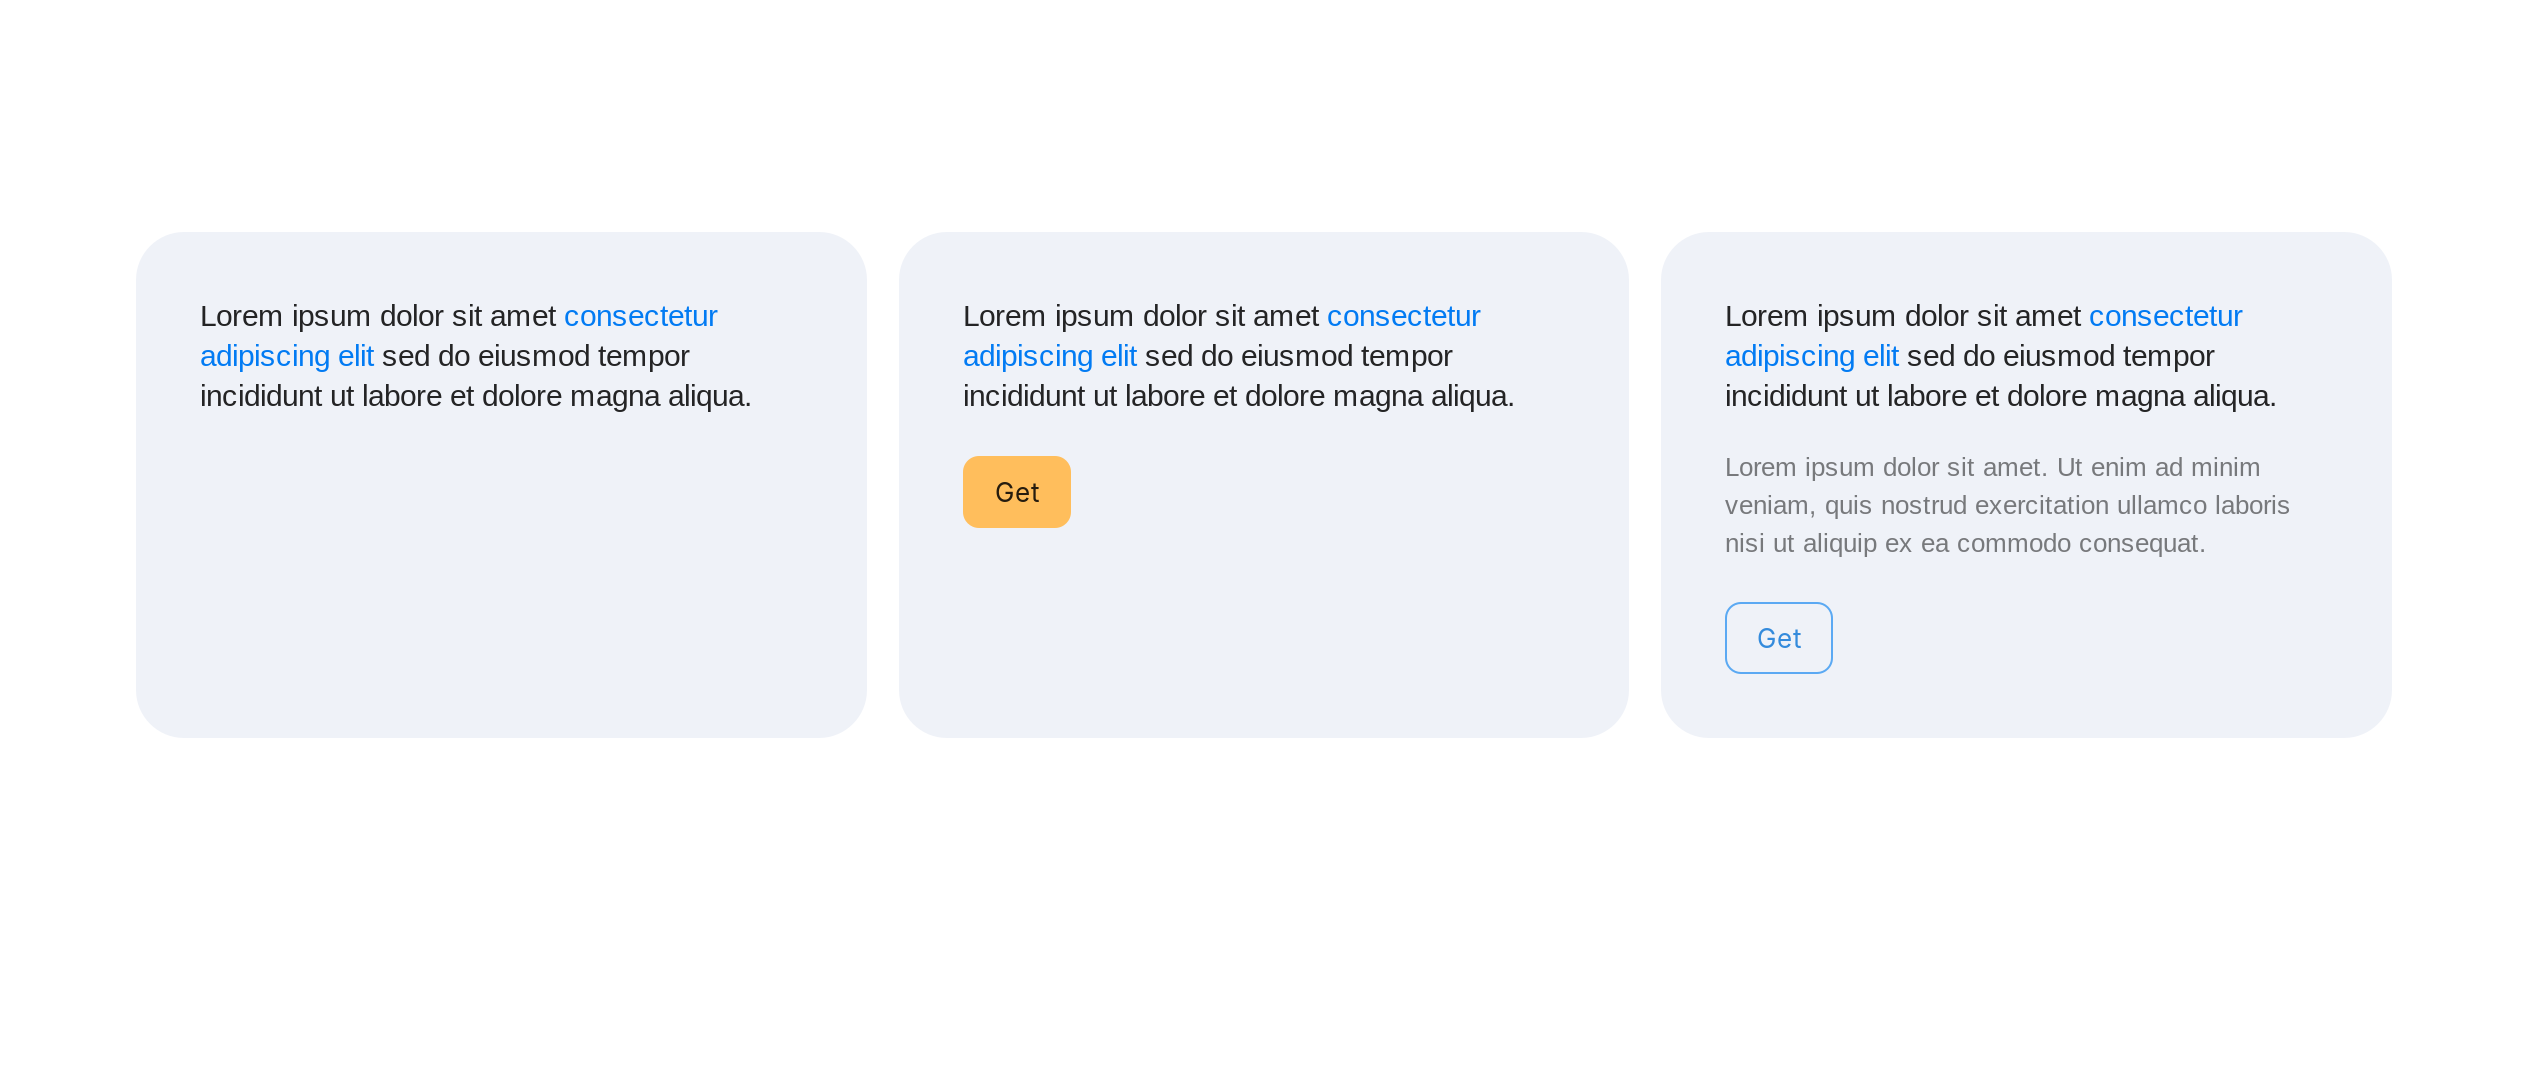 Lorem ipsum dolor sit amet consectetur
adipiscing elit sed do eiusmod tempor
incididunt ut labore et dolore magna aliqua.
Lorem ipsum dolor sit amet consectetur
adipiscing elit sed do eiusmod tempor
incididunt ut labore et dolore magna aliqua.
Get
Lorem ipsum dolor sit amet consectetur
adipiscing elit sed do eiusmod tempor
incididunt ut labore et dolore magna aliqua.
Lorem ipsum dolor sit amet. Ut enim ad minim
veniam, quis nostrud exercitation ullamco laboris
nisi ut aliquip ex ea commodo consequat.
Get